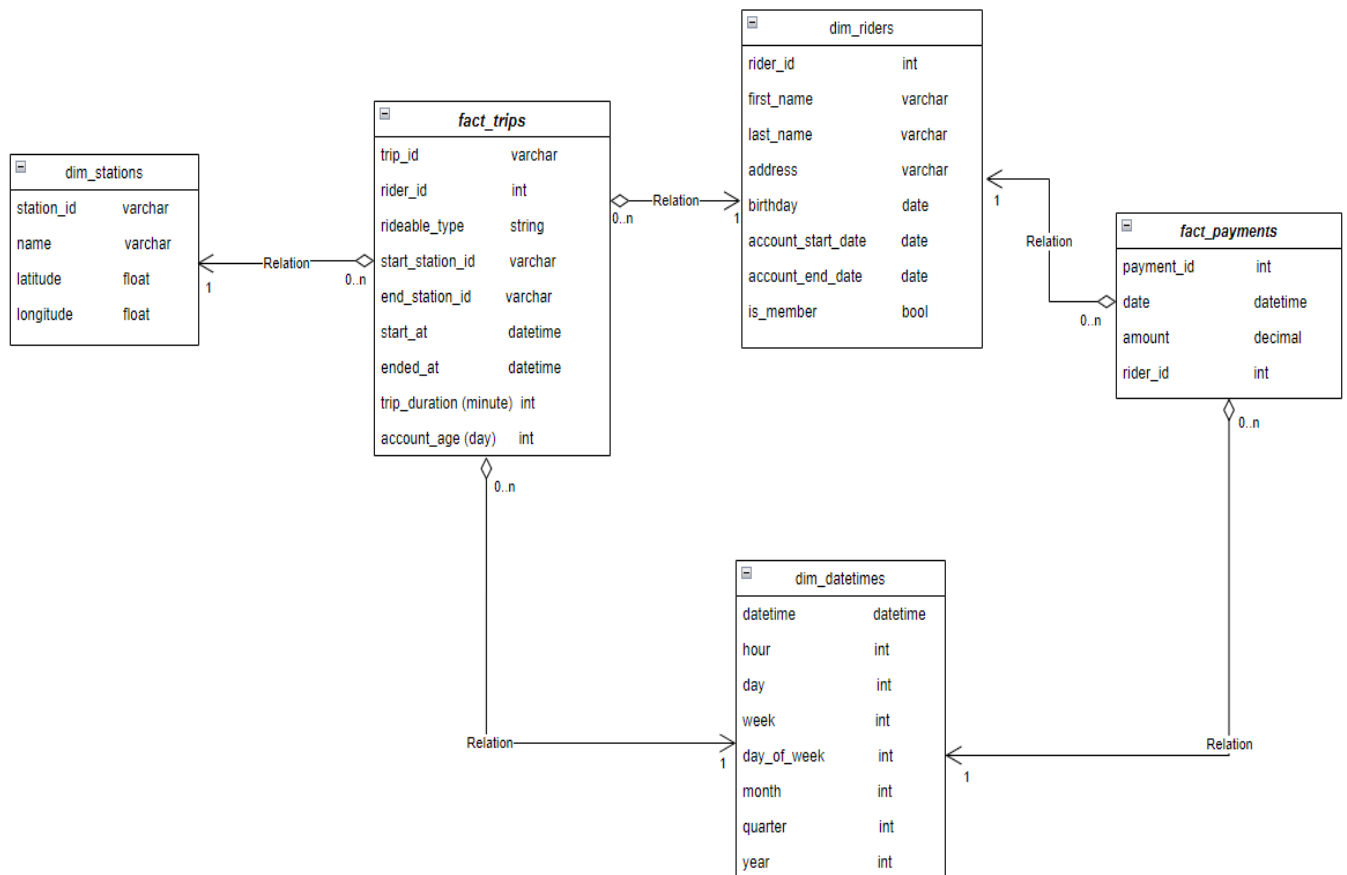 dim_stations
station_id varchar
name varchar
latitude float
longitude float
Relation
1
0..n
fact_trips
trip_id varchar
rider_id int
rideable_type string
start_station_id varchar
end_station_id varchar
start_at datetime
ended_at datetime
trip_duration (minute) int
account_age (day) int
0..n
Relation
1
dim_riders
rider_id int
first_name varchar
last_name varchar
address varchar
birthday date
account_start_date date
account_end_date date
is_member bool
1
Relation
0..n
fact_payments
payment_id int
date datetime
amount decimal
rider_id int
0..n
0..n
Relation
1
dim_datetimes
datetime datetime
hour int
day int
week int
day_of_week int
month int
quarter int
year int
Relation
1